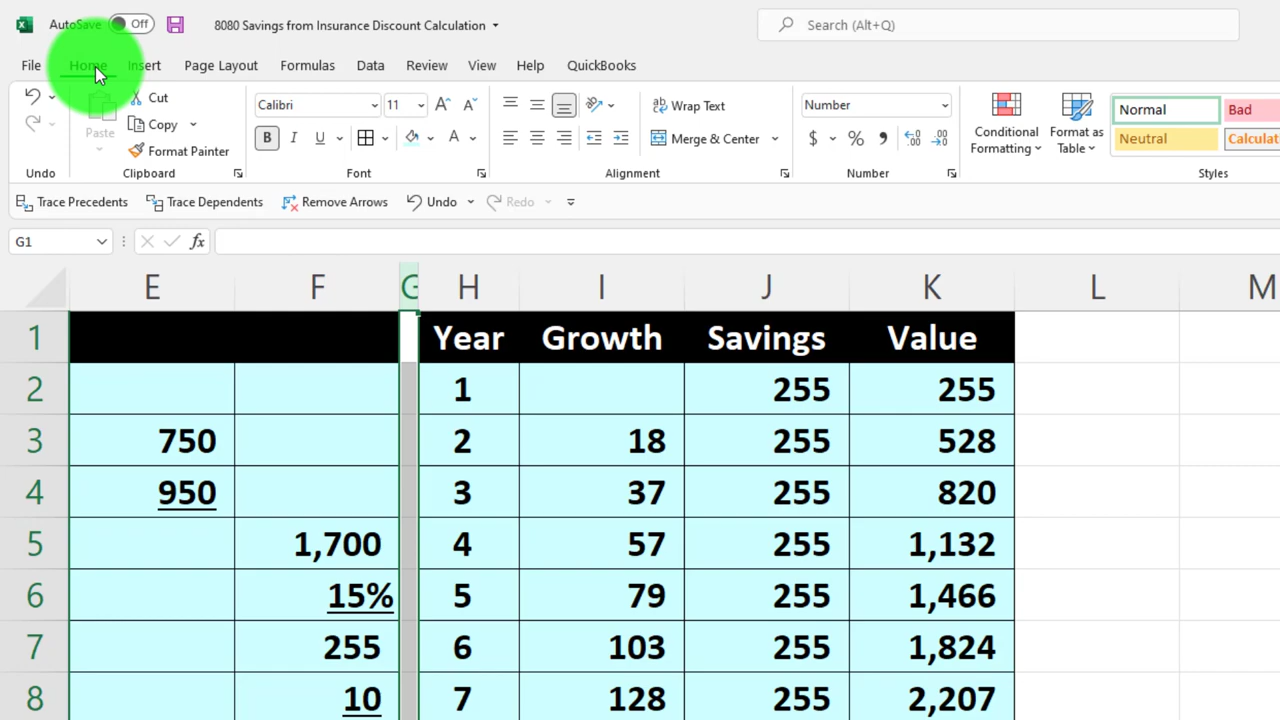 AutoSave Off 8080 Savings from Insurance Discount Calculation Search (Alt+Q)
File Home Insert Page Layout Formulas Data Review View Help QuickBooks
Cut Calibri 11 Wrap Text Number Normal Bad
Paste Copy B I U A Merge & Center $ % Conditional Formatting Format as Table Neutral
Format Painter
Undo Clipboard Font Alignment Number Styles
Trace Precedents Trace Dependents Remove Arrows Undo Redo
G1 fx
E F G H I J K L M
1 Year Growth Savings Value
2 1 255 255
3 750 2 18 255 528
4 950 3 37 255 820
5 1,700 4 57 255 1,132
6 15% 5 79 255 1,466
7 255 6 103 255 1,824
8 10 7 128 255 2,207